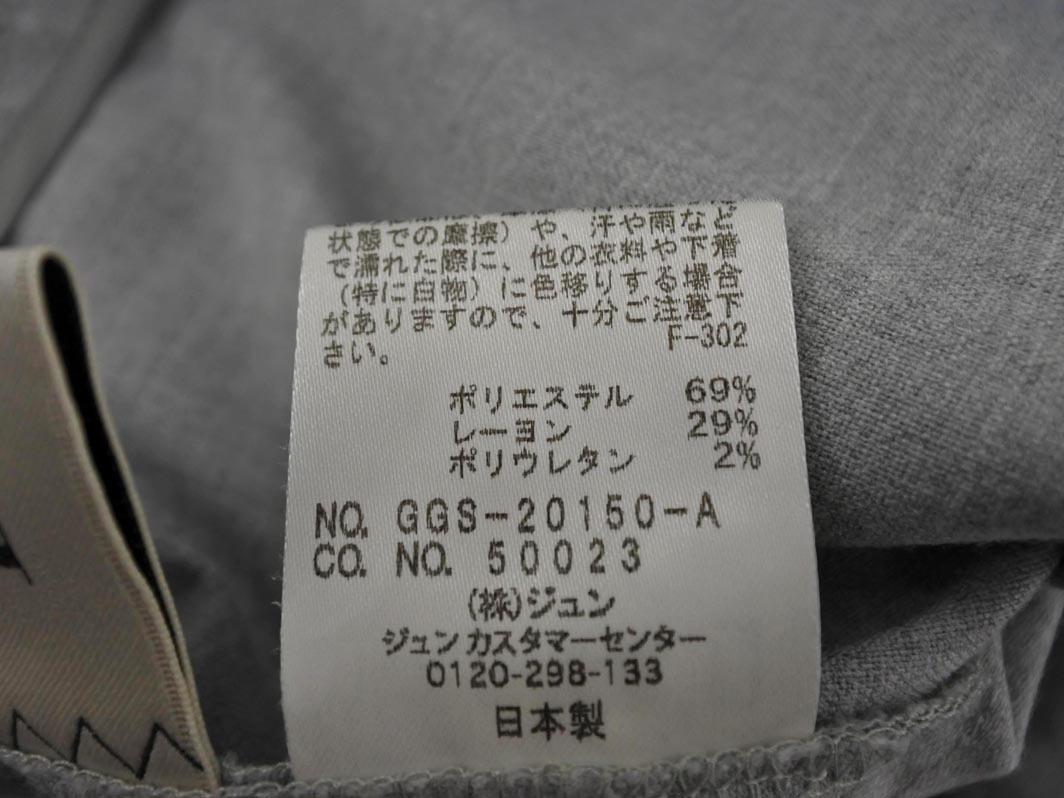 状態での摩擦)や、汗や雨など
で濡れた際に、他の衣料や下着
(特に白物)に色移りする場合
がありますので、十分ご注意下
さい。
F-302
ポリエステル 69%
レーヨン 29%
ポリウレタン 2%
NO. GGS-20150-A
CO. NO. 50023
(株)ジュン
ジュンカスタマーセンター
0120-298-133
日本製